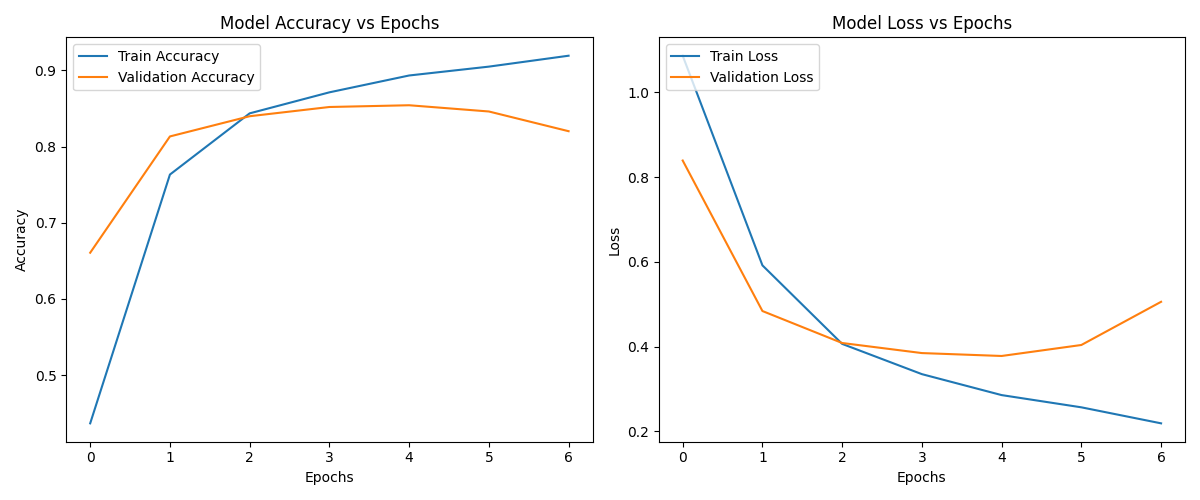 Model Accuracy vs Epochs
Train Accuracy
Validation Accuracy
0.9
0.8
0.7
0.6
0.5
Accuracy
0 1 2 3 4 5 6
Epochs
Model Loss vs Epochs
Train Loss
Validation Loss
1.0
0.8
0.6
0.4
0.2
Loss
0 1 2 3 4 5 6
Epochs